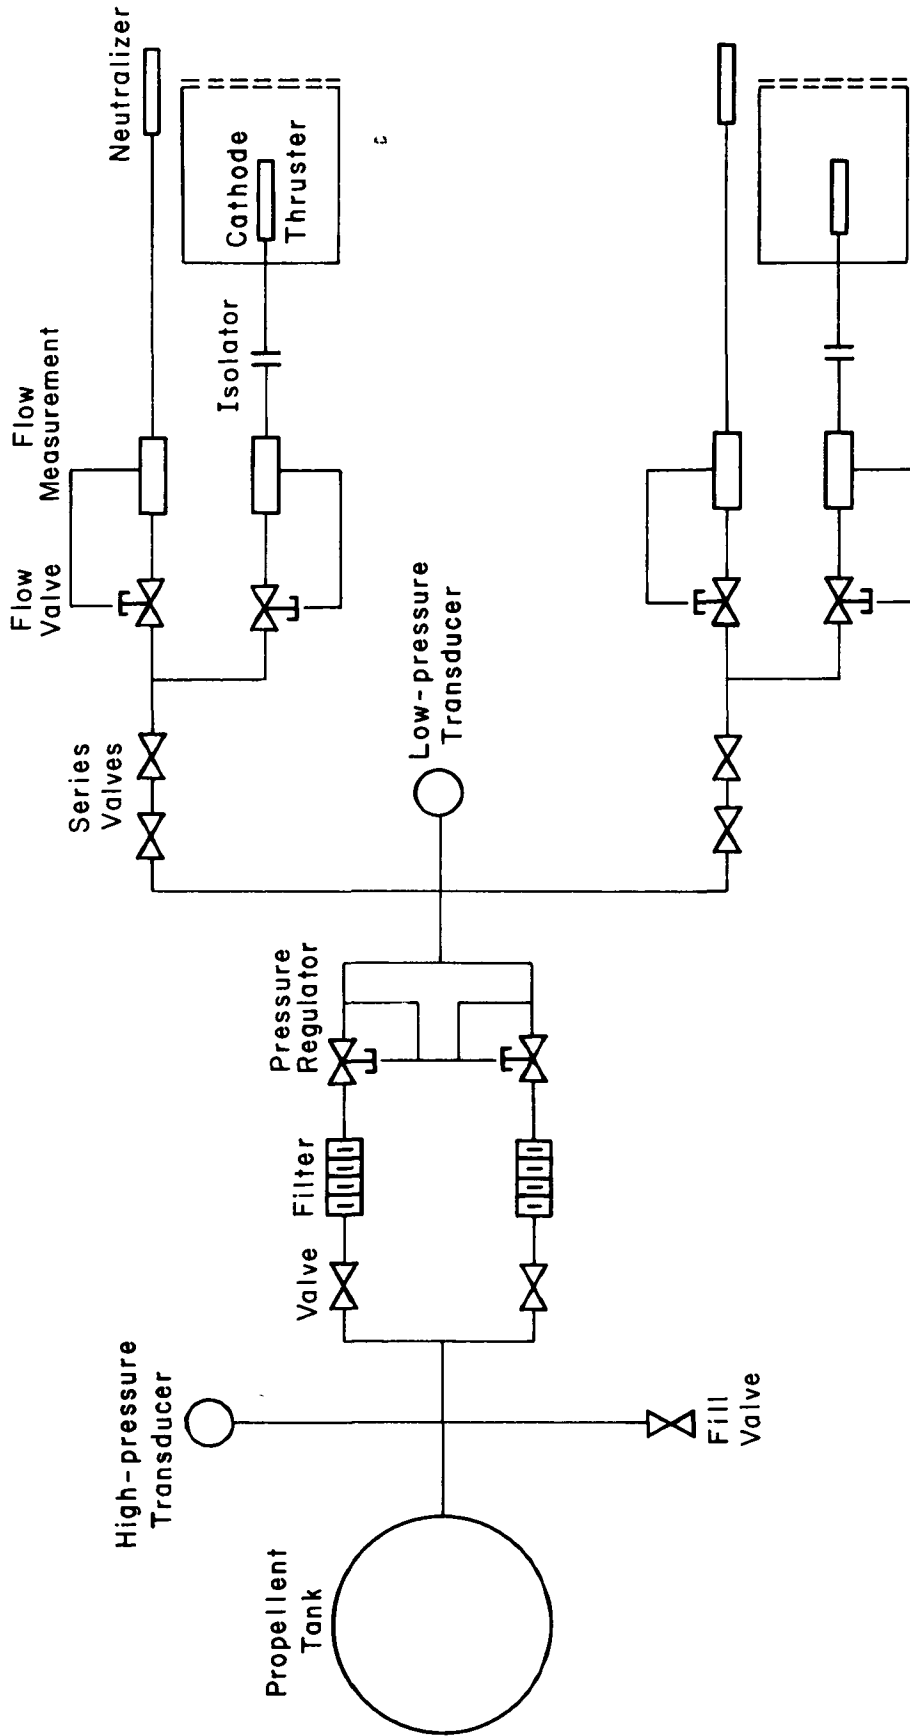 Propellent
Tank
High-pressure
Transducer
Fill
Valve
Valve
Filter
Pressure
Regulator
Low-pressure
Transducer
Series
Valves
Flow
Valve
Flow
Measurement
Isolator
Cathode
Thruster
Neutralizer